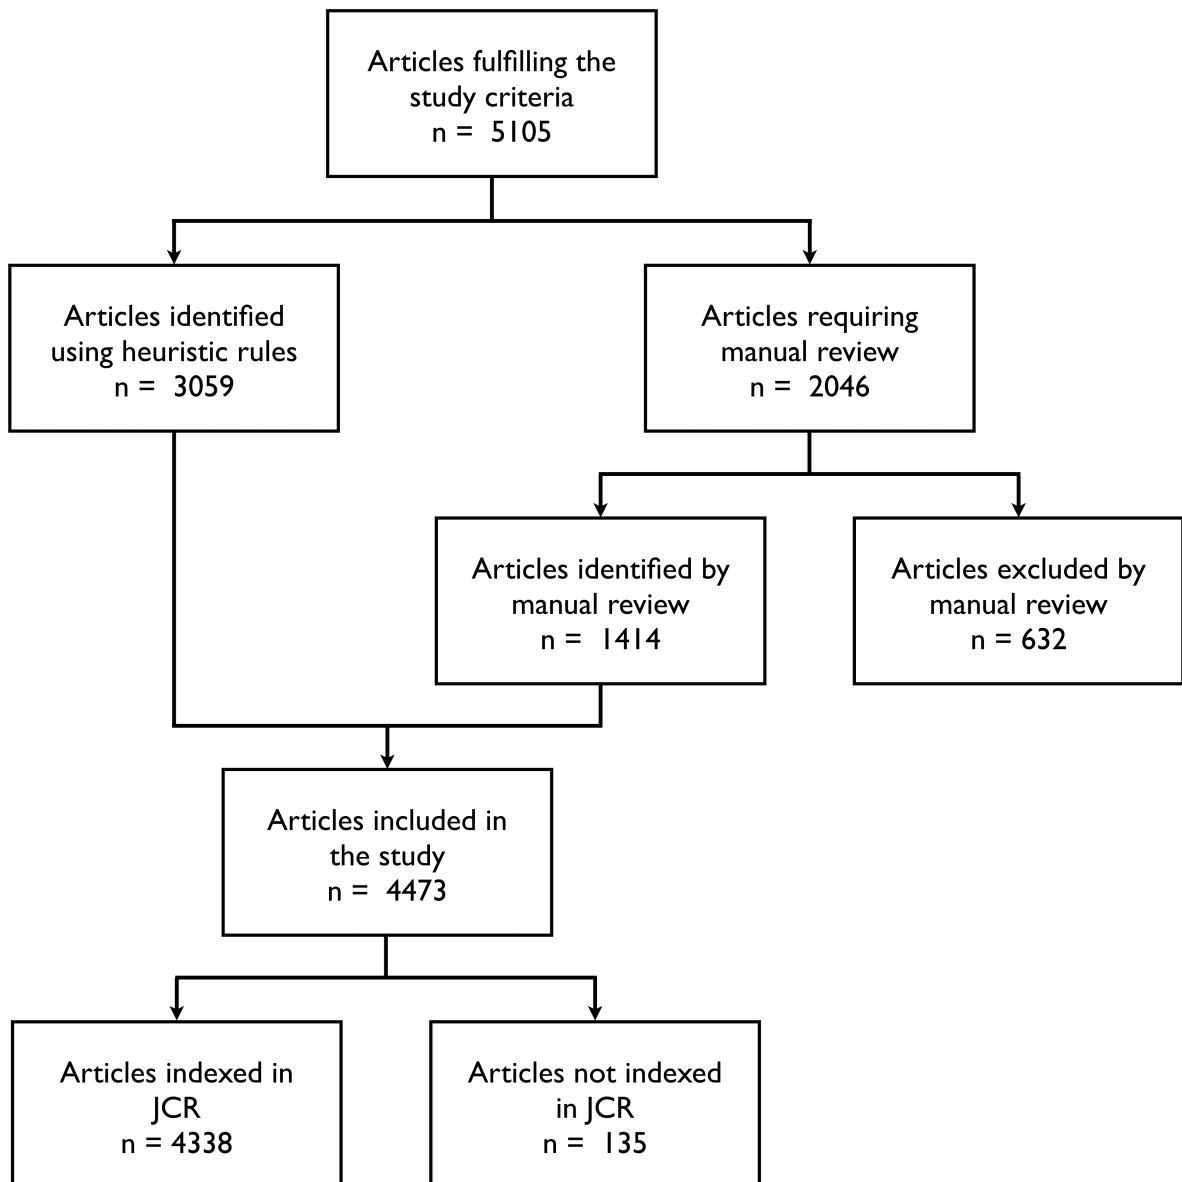 Articles fulfilling the
study criteria
n = 5105
Articles identified
using heuristic rules
n = 3059
Articles requiring
manual review
n = 2046
Articles identified by
manual review
n = 1414
Articles excluded by
manual review
n = 632
Articles included in
the study
n = 4473
Articles indexed in
JCR
n = 4338
Articles not indexed
in JCR
n = 135